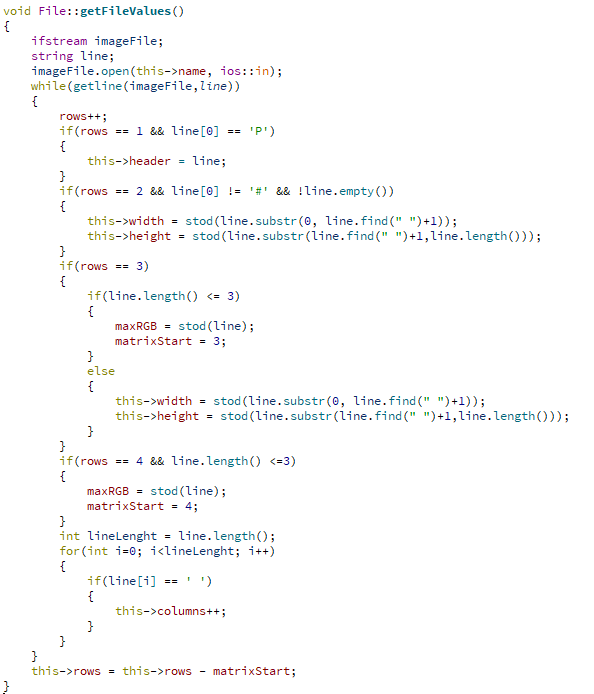 void File::getFileValues()
{
    ifstream imageFile;
    string line;
    imageFile.open(this->name, ios::in);
    while(getline(imageFile,line))
    {
        rows++;
        if(rows == 1 && line[0] == 'P')
        {
            this->header = line;
        }
        if(rows == 2 && line[0] != '#' && !line.empty())
        {
            this->width = stod(line.substr(0, line.find(" ")+1));
            this->height = stod(line.substr(line.find(" ")+1,line.length()));
        }
        if(rows == 3)
        {
            if(line.length() <= 3)
            {
                maxRGB = stod(line);
                matrixStart = 3;
            }
            else
            {
                this->width = stod(line.substr(0, line.find(" ")+1));
                this->height = stod(line.substr(line.find(" ")+1,line.length()));
            }
        }
        if(rows == 4 && line.length() <=3)
        {
            maxRGB = stod(line);
            matrixStart = 4;
        }
        int lineLenght = line.length();
        for(int i=0; i<lineLenght; i++)
        {
            if(line[i] == ' ')
            {
                this->columns++;
            }
        }
    }
    this->rows = this->rows - matrixStart;
}